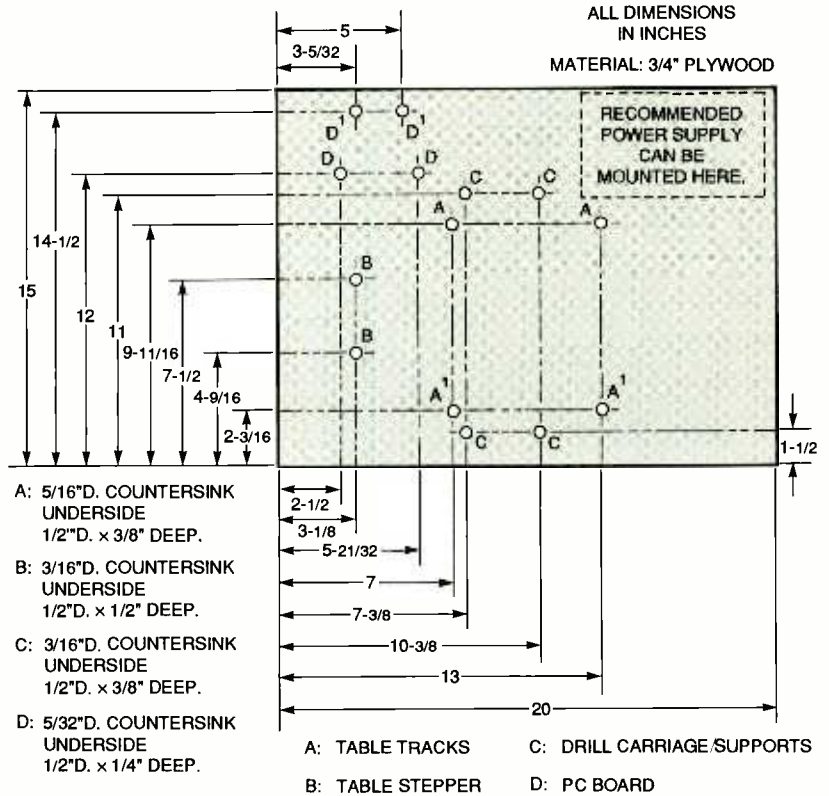 ALL DIMENSIONS
IN INCHES
MATERIAL: 3/4" PLYWOOD
5
3-5/32
RECOMMENDED
POWER SUPPLY
CAN BE
MOUNTED HERE.
D¹ D¹
D D
C C
A A
B
B
A¹ A¹
C C
15
14-1/2
12
11
9-11/16
7-1/2
4-9/16
2-3/16
1-1/2
2-1/2
3-1/8
5-21/32
7
7-3/8
10-3/8
13
20
A: 5/16"D. COUNTERSINK
UNDERSIDE
1/2"D. × 3/8" DEEP.
B: 3/16"D. COUNTERSINK
UNDERSIDE
1/2"D. × 1/2" DEEP.
C: 3/16"D. COUNTERSINK
UNDERSIDE
1/2"D. × 3/8" DEEP.
D: 5/32"D. COUNTERSINK
UNDERSIDE
1/2"D. × 1/4" DEEP.
A: TABLE TRACKS C: DRILL CARRIAGE/SUPPORTS
B: TABLE STEPPER D: PC BOARD